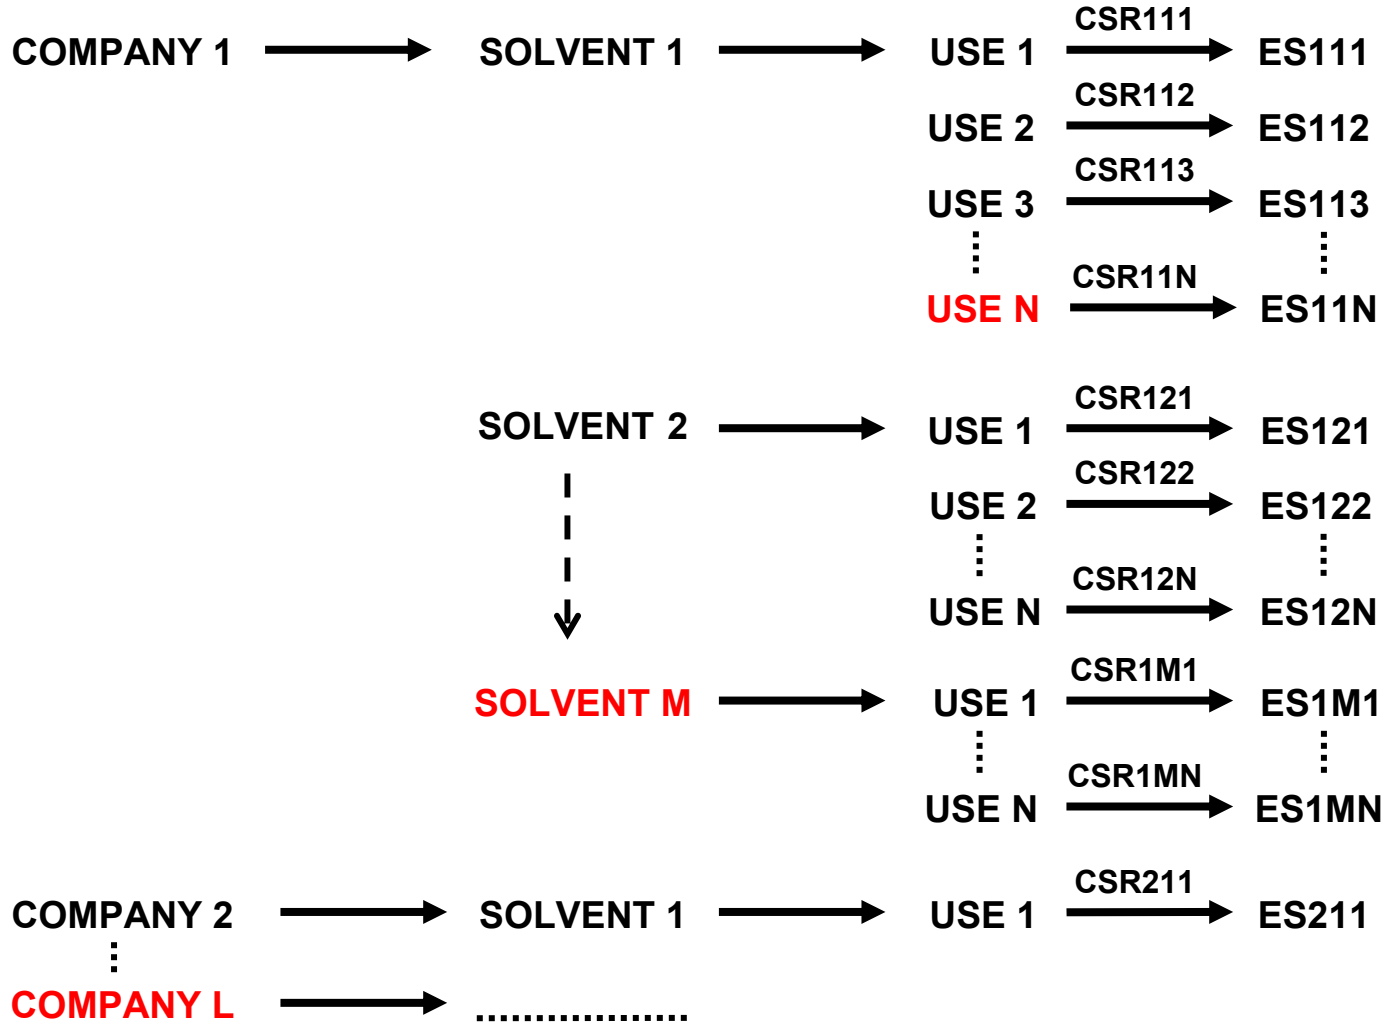 CSR111
COMPANY 1 SOLVENT 1 USE 1 ES111
CSR112
USE 2 ES112
CSR113
USE 3 ES113
CSR11N
USE N ES11N
CSR121
SOLVENT 2 USE 1 ES121
CSR122
USE 2 ES122
CSR12N
USE N ES12N
CSR1M1
SOLVENT M USE 1 ES1M1
CSR1MN
USE N ES1MN
CSR211
COMPANY 2 SOLVENT 1 USE 1 ES211
COMPANY L